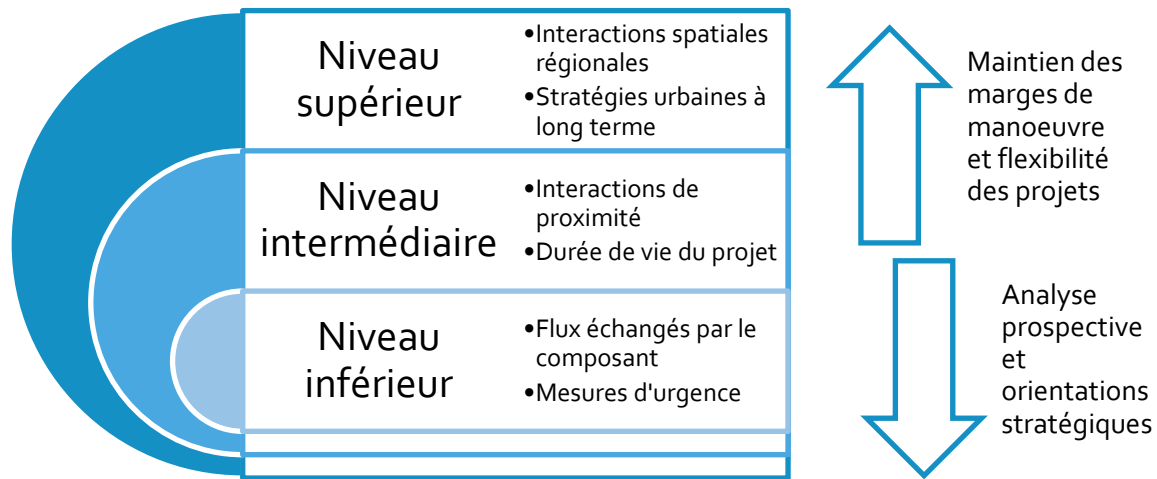 Niveau
supérieur
•Interactions spatiales
régionales
•Stratégies urbaines à
long terme
Niveau
intermédiaire
•Interactions de
proximité
•Durée de vie du projet
Niveau
inférieur
•Flux échangés par le
composant
•Mesures d'urgence
Maintien des
marges de
manoeuvre
et flexibilité
des projets
Analyse
prospective
et
orientations
stratégiques